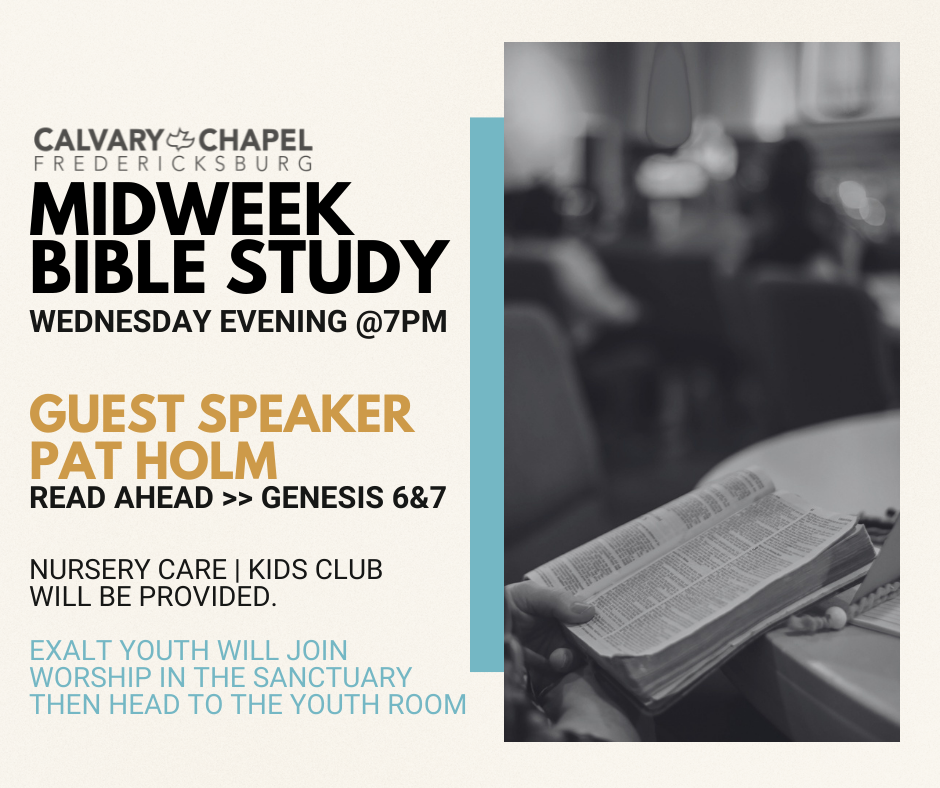 CALVARY CHAPEL
FREDERICKSBURG
MIDWEEK
BIBLE STUDY
WEDNESDAY EVENING @7PM
GUEST SPEAKER
PAT HOLM
READ AHEAD >> GENESIS 6&7
NURSERY CARE | KIDS CLUB
WILL BE PROVIDED.
EXALT YOUTH WILL JOIN
WORSHIP IN THE SANCTUARY
THEN HEAD TO THE YOUTH ROOM